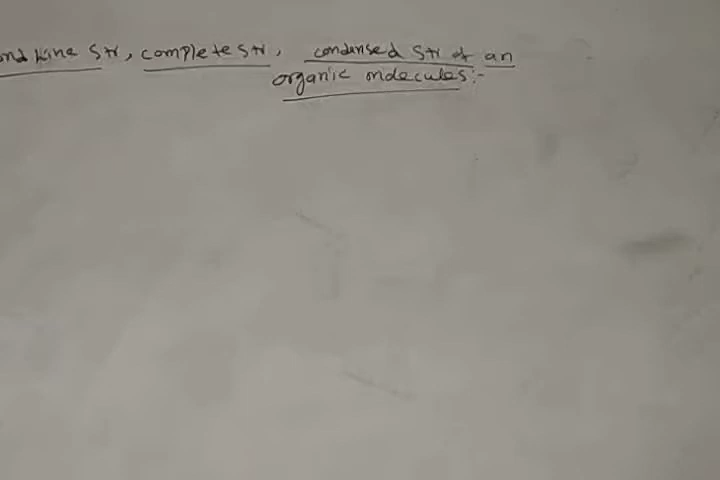 nd Line Str, complete str, condensed Str of an
organic molecules:-